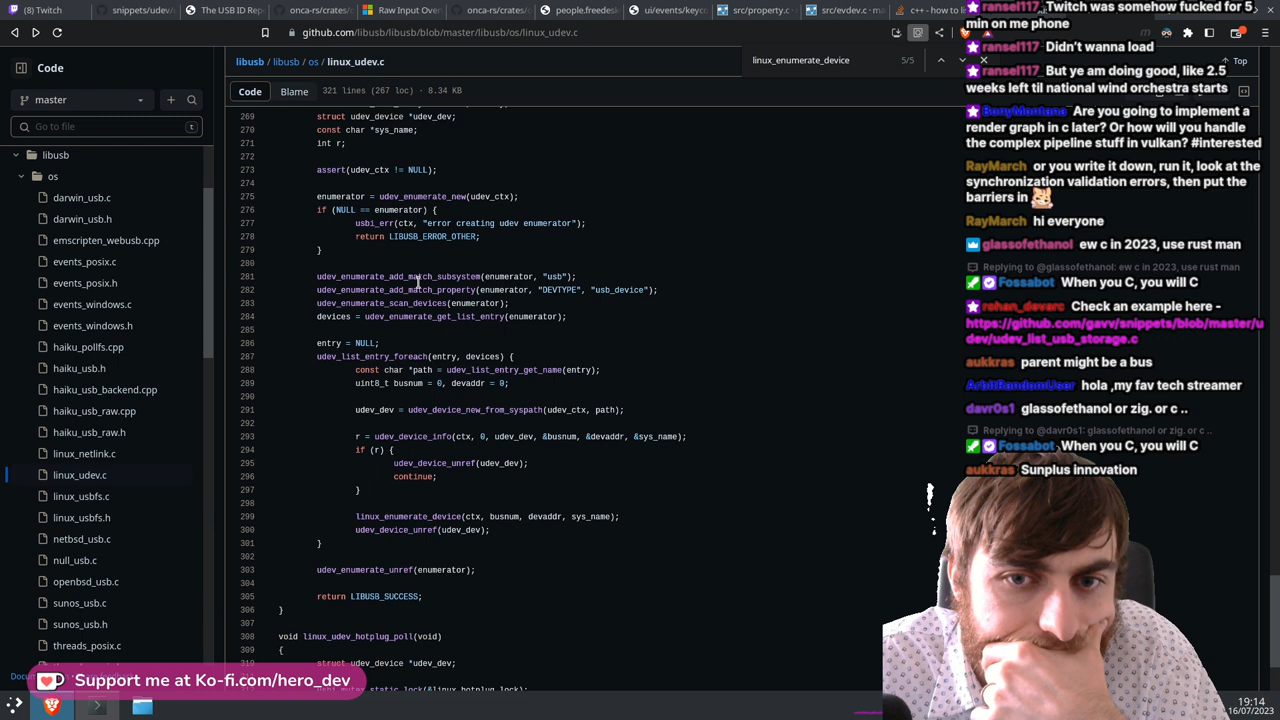 (5) Twitch
snippets/udev/
The USB ID Rep
onca-rs/crates/
Raw Input Over
onca-rs/crates/
people.freedesk
ui/events/keyco
src/property.c
src/evdev.c
c++ - how to li
github.com/libusb/libusb/blob/master/libusb/os/linux_udev.c
Code
libusb / libusb / os / linux_udev.c
linux_enumerate_device
5/5
Top
master
Code
Blame
321 lines (267 loc) · 8.34 KB
Go to file
t
libusb
os
darwin_usb.c
darwin_usb.h
emscripten_webusb.cpp
events_posix.c
events_posix.h
events_windows.c
events_windows.h
haiku_pollfs.cpp
haiku_usb.h
haiku_usb_backend.cpp
haiku_usb_raw.cpp
haiku_usb_raw.h
linux_netlink.c
linux_udev.c
linux_usbfs.c
linux_usbfs.h
netbsd_usb.c
null_usb.c
openbsd_usb.c
sunos_usb.c
sunos_usb.h
threads_posix.c
269 struct udev_device *udev_dev;
270 const char *sys_name;
271 int r;
272
273 assert(udev_ctx != NULL);
274
275 enumerator = udev_enumerate_new(udev_ctx);
276 if (NULL == enumerator) {
277 usbi_err(ctx, "error creating udev enumerator");
278 return LIBUSB_ERROR_OTHER;
279 }
280
281 udev_enumerate_add_match_subsystem(enumerator, "usb");
282 udev_enumerate_add_match_property(enumerator, "DEVTYPE", "usb_device");
283 udev_enumerate_scan_devices(enumerator);
284 devices = udev_enumerate_get_list_entry(enumerator);
285
286 entry = NULL;
287 udev_list_entry_foreach(entry, devices) {
288 const char *path = udev_list_entry_get_name(entry);
289 uint8_t busnum = 0, devaddr = 0;
290
291 udev_dev = udev_device_new_from_syspath(udev_ctx, path);
292
293 r = udev_device_info(ctx, 0, udev_dev, &busnum, &devaddr, &sys_name);
294 if (r) {
295 udev_device_unref(udev_dev);
296 continue;
297 }
298
299 linux_enumerate_device(ctx, busnum, devaddr, sys_name);
300 udev_device_unref(udev_dev);
301 }
302
303 udev_enumerate_unref(enumerator);
304
305 return LIBUSB_SUCCESS;
306 }
307
308 void linux_udev_hotplug_poll(void)
309 {
310 struct udev_device *udev_dev;
ransel117 Twitch was somehow fucked for 5
min on me phone
ransel117 Didn't wanna load
ransel117 But ye am doing good, like 2.5
weeks left til national wind orchestra starts
BonyMontana Are you going to implement a
render graph in c later? Or how will you handle
the complex pipeline stuff in vulkan? #interested
RayMarch or you write it down, run it, look at the
synchronization validation errors, then put the
barriers in
RayMarch hi everyone
glassofethanol ew c in 2023, use rust man
Replying to @glassofethanol: ew c in 2023, use rust man
Fossabot When you C, you will C
rohan_devarc Check an example here -
https://github.com/gavv/snippets/blob/master/u
dev/udev_list_usb_storage.c
aukkras parent might be a bus
ArbitRandomUser hola ,my fav tech streamer
davr0s1 glassofethanol or zig. or c ..
Replying to @davr0s1: glassofethanol or zig. or c ..
Fossabot When you C, you will C
aukkras Sunplus innovation
Support me at Ko-fi.com/hero_dev
19:14
16/07/2023